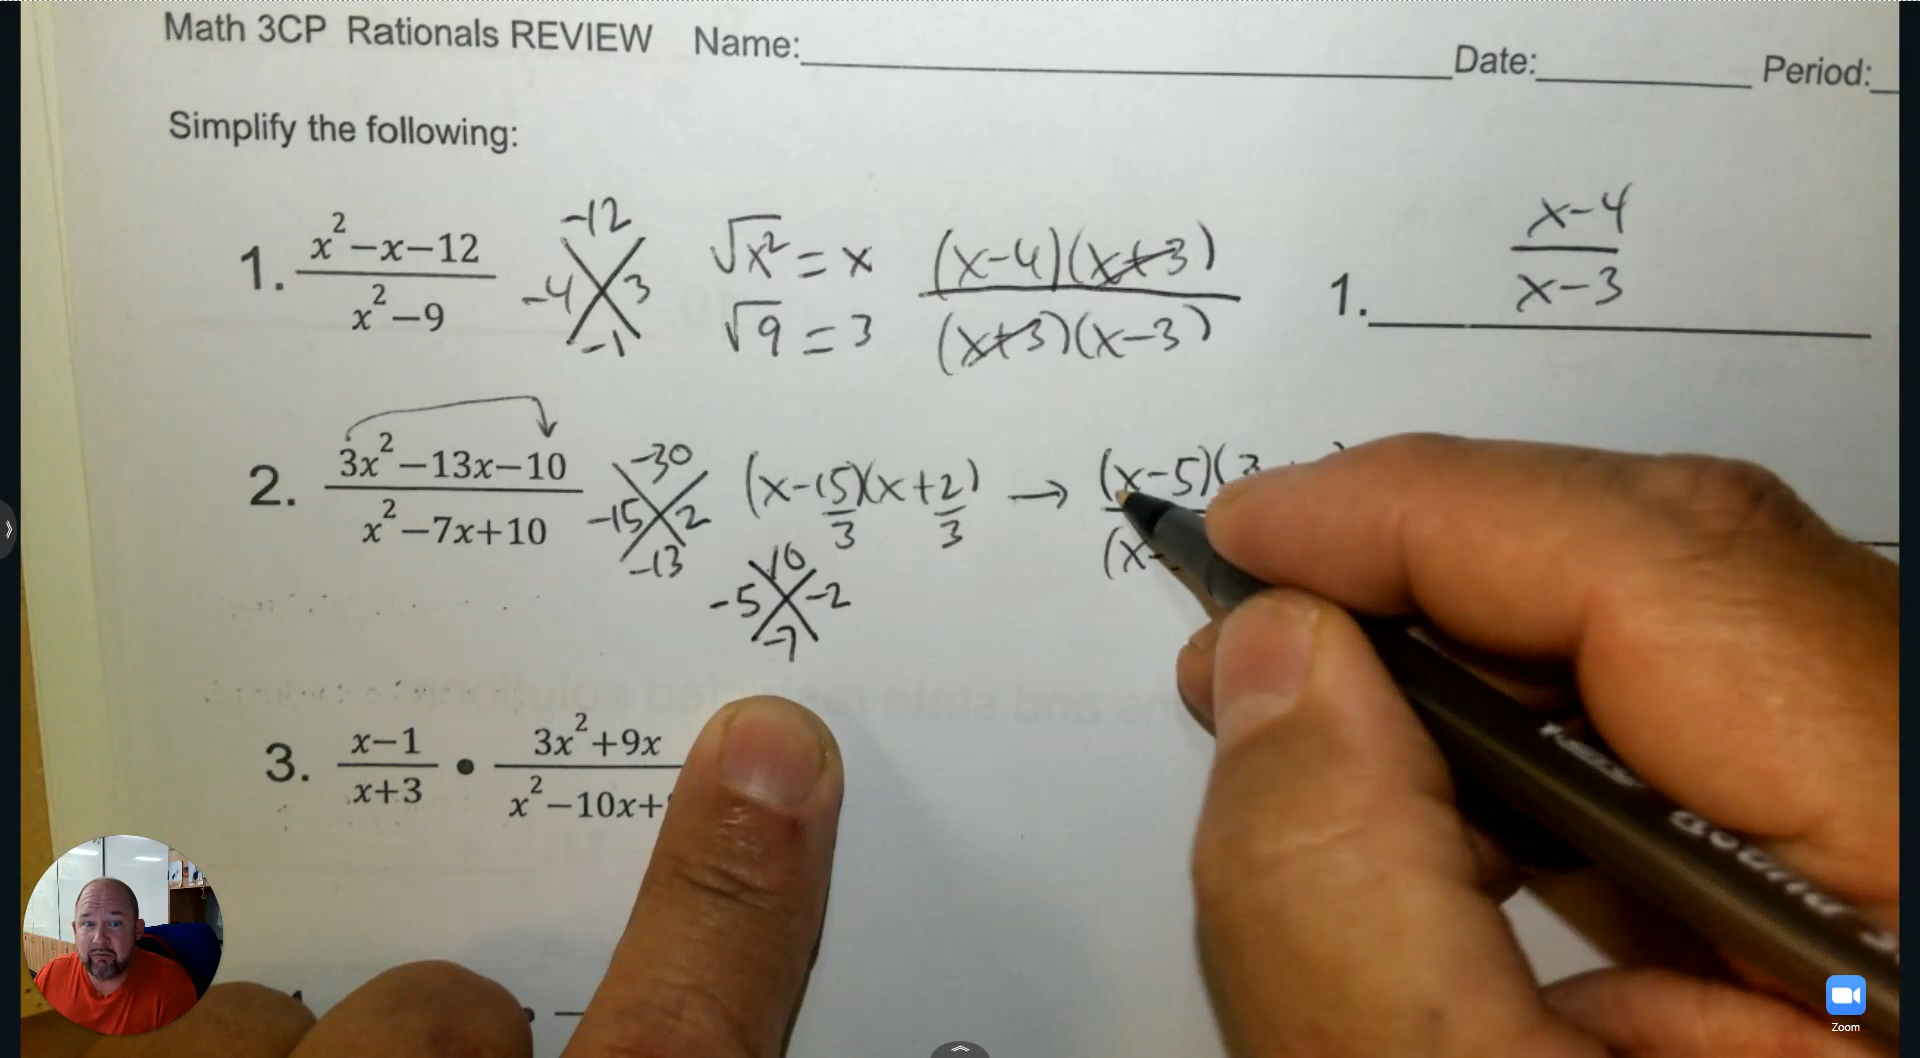 Math 3CP Rationals REVIEW Name: Date: Period:
Simplify the following:
1. x²-x-12 / x²-9
-12
-4 3
-1
√x² = x
√9 = 3
(x-4)(x+3) / (x+3)(x-3)
1. x-4 / x-3
2. 3x²-13x-10 / x²-7x+10
-30
-15 2
-13
(x-15/3)(x+2/3) → (x-5)(3
(x-
10
-5 -2
-7
3. x-1 / x+3 • 3x²+9x / x²-10x+
Zoom